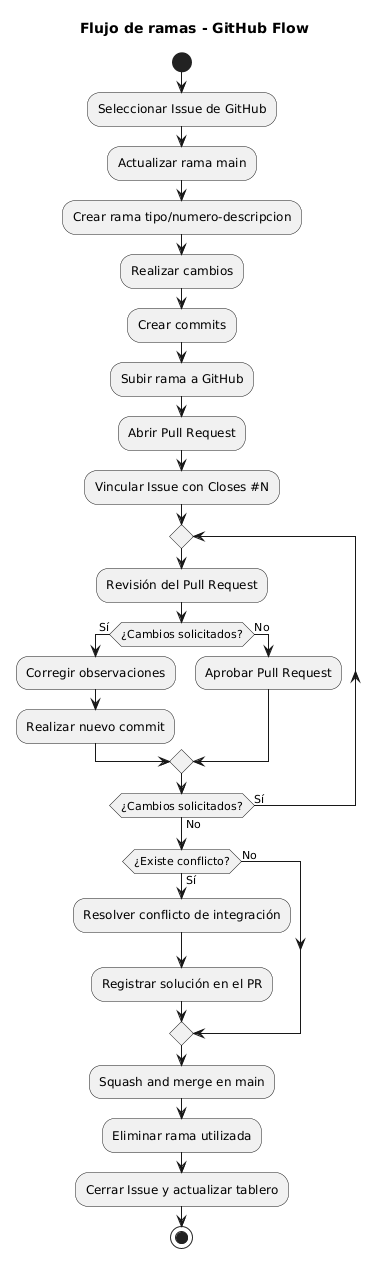 Flujo de ramas - GitHub Flow
Seleccionar Issue de GitHub
Actualizar rama main
Crear rama tipo/numero-descripcion
Realizar cambios
Crear commits
Subir rama a GitHub
Abrir Pull Request
Vincular Issue con Closes #N
Revisión del Pull Request
Sí
¿Cambios solicitados?
No
Corregir observaciones
Aprobar Pull Request
Realizar nuevo commit
¿Cambios solicitados?
Sí
No
¿Existe conflicto?
No
Sí
Resolver conflicto de integración
Registrar solución en el PR
Squash and merge en main
Eliminar rama utilizada
Cerrar Issue y actualizar tablero